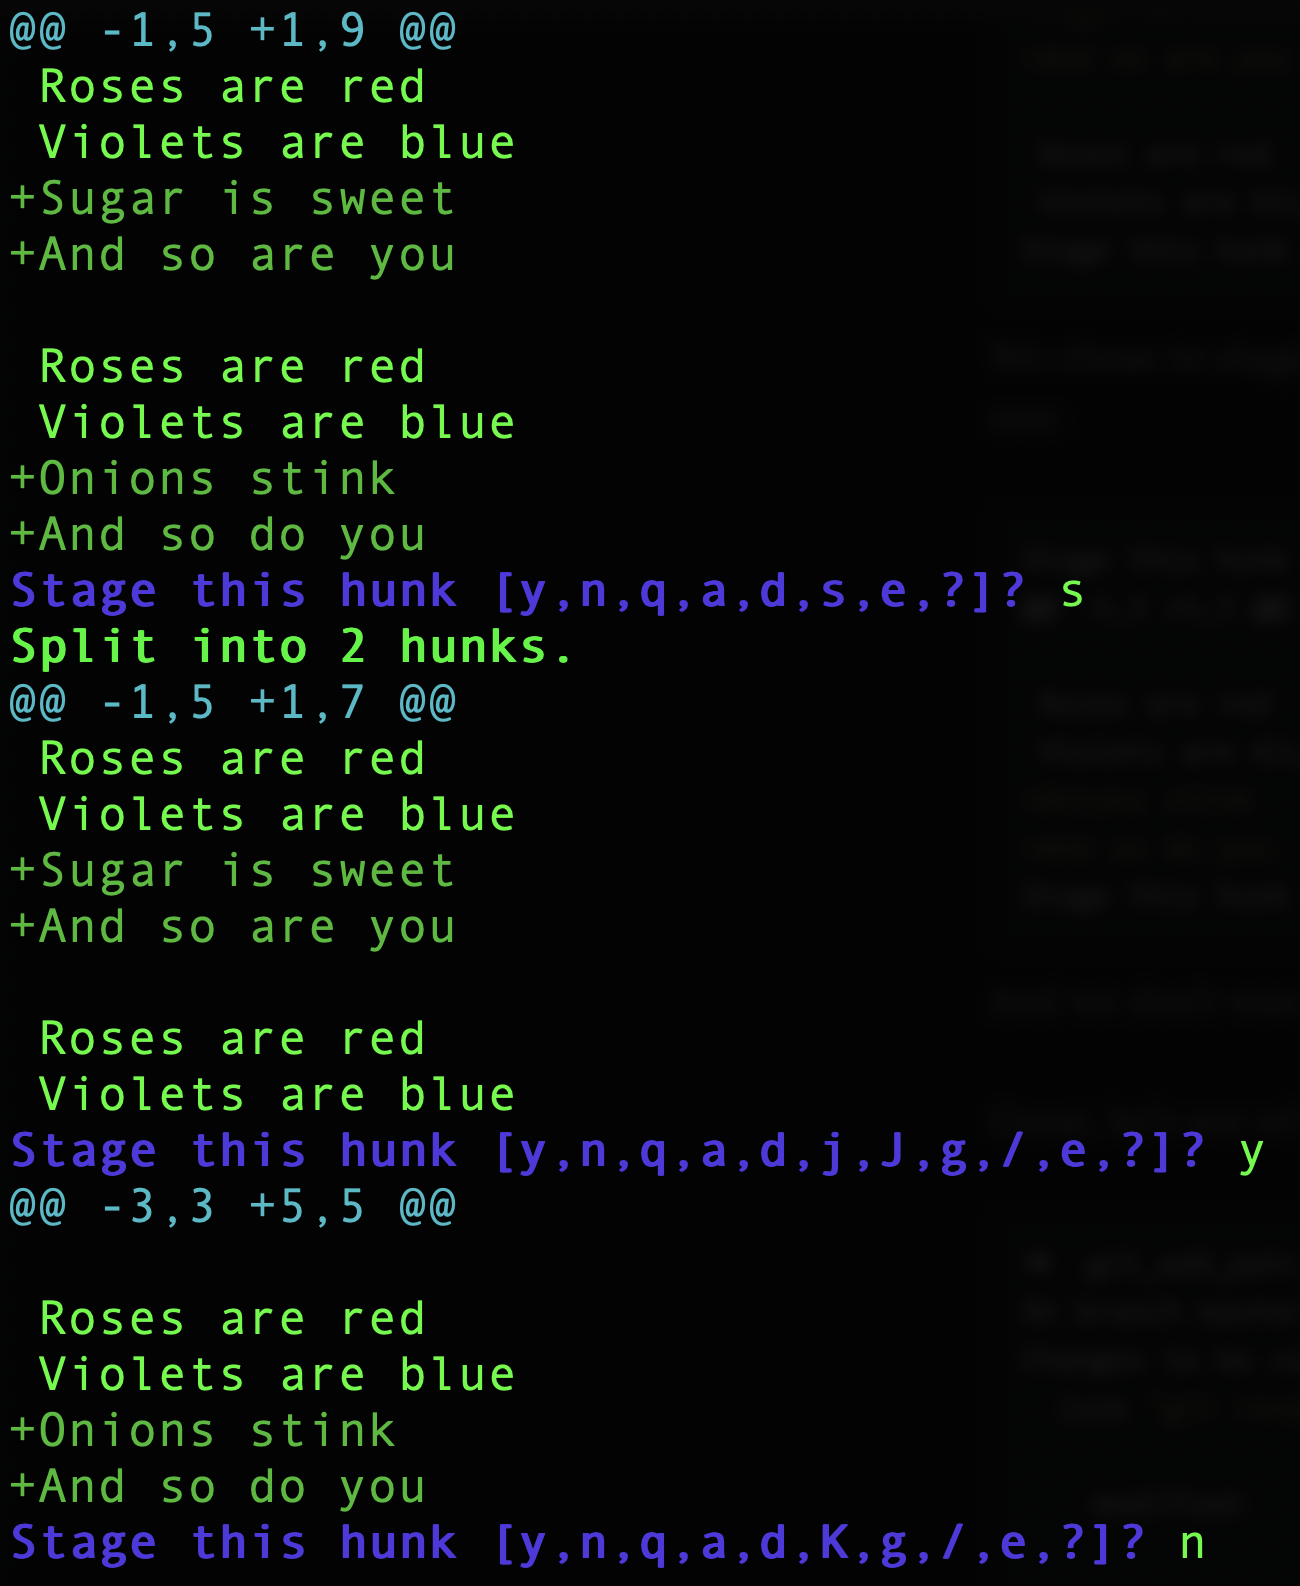 @@ -1,5 +1,9 @@
 Roses are red
 Violets are blue
+Sugar is sweet
+And so are you

 Roses are red
 Violets are blue
+Onions stink
+And so do you
Stage this hunk [y,n,q,a,d,s,e,?]? s
Split into 2 hunks.
@@ -1,5 +1,7 @@
 Roses are red
 Violets are blue
+Sugar is sweet
+And so are you

 Roses are red
 Violets are blue
Stage this hunk [y,n,q,a,d,j,J,g,/,e,?]? y
@@ -3,3 +5,5 @@

 Roses are red
 Violets are blue
+Onions stink
+And so do you
Stage this hunk [y,n,q,a,d,K,g,/,e,?]? n